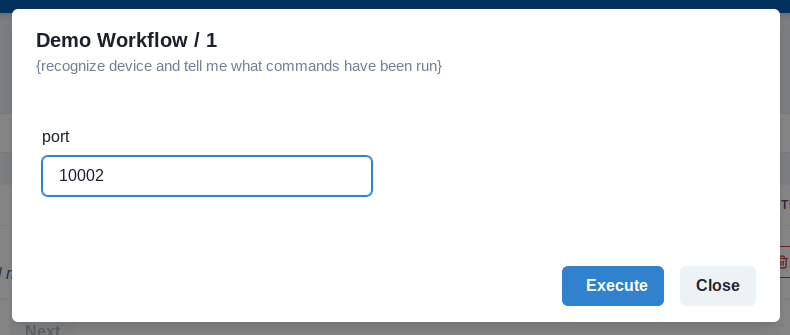 Demo Workflow / 1
{recognize device and tell me what commands have been run}
port
10002
Execute
Close
Next